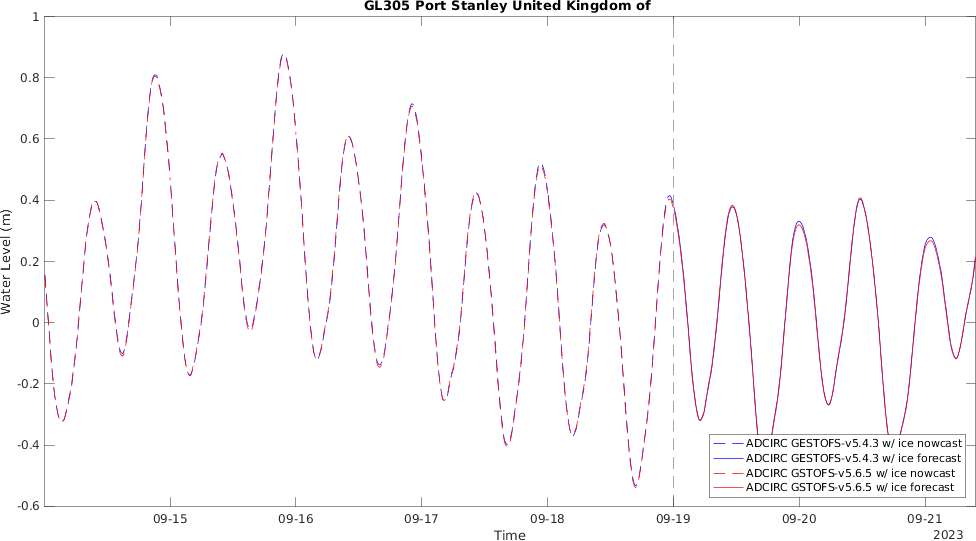 GL305 Port Stanley United Kingdom of
Water Level (m)
1
0.8
0.6
0.4
0.2
0
-0.2
-0.4
-0.6
ADCIRC GESTOFS-v5.4.3 w/ ice nowcast
ADCIRC GESTOFS-v5.4.3 w/ ice forecast
ADCIRC GSTOFS-v5.6.5 w/ ice nowcast
ADCIRC GSTOFS-v5.6.5 w/ ice forecast
09-15 09-16 09-17 09-18 09-19 09-20 09-21
Time
2023